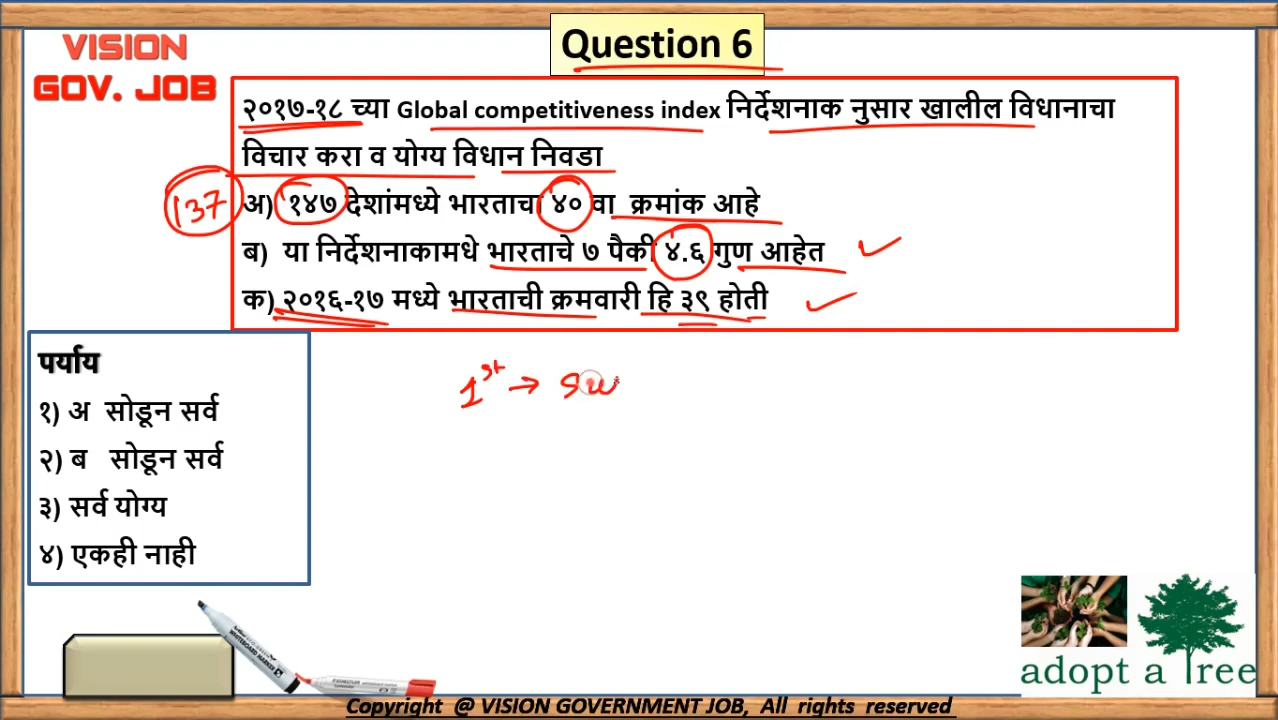 Question 6
VISION
GOV. JOB
२०१७-१८ च्या Global competitiveness index निर्देशनाक नुसार खालील विधानाचा
विचार करा व योग्य विधान निवडा
137
अ) १४७ देशांमध्ये भारताचा ४० वा क्रमांक आहे
ब) या निर्देशनाकामधे भारताचे ७ पैकी ४.६ गुण आहेत
क) २०१६-१७ मध्ये भारताची क्रमवारी हि ३९ होती
पर्याय
१) अ सोडून सर्व
२) ब सोडून सर्व
३) सर्व योग्य
४) एकही नाही
1st → sw
adopt a Tree
Copyright @ VISION GOVERNMENT JOB, All rights reserved